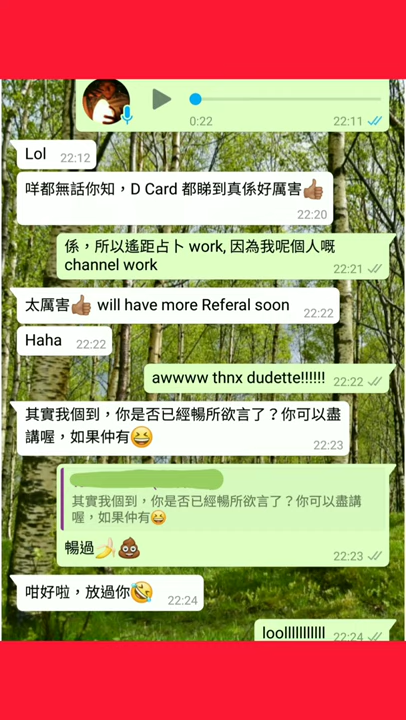 0:22
22:11
Lol
22:12
咩都無話你知，D Card 都睇到真係好厲害👍🏽
22:20
係，所以遙距占卜 work, 因為我呢個人嘅
channel work
22:21
太厲害👍🏽 will have more Referal soon
22:22
Haha
22:22
awwww thnx dudette!!!!!!
22:22
其實我個到，你是否已經暢所欲言了？你可以盡
講喔，如果仲有😆
22:23
其實我個到，你是否已經暢所欲言了？你可以盡講
喔，如果仲有😆
暢過🍌💩
22:23
咁好啦，放過你🤣
22:24
loolllllllllll
22:24